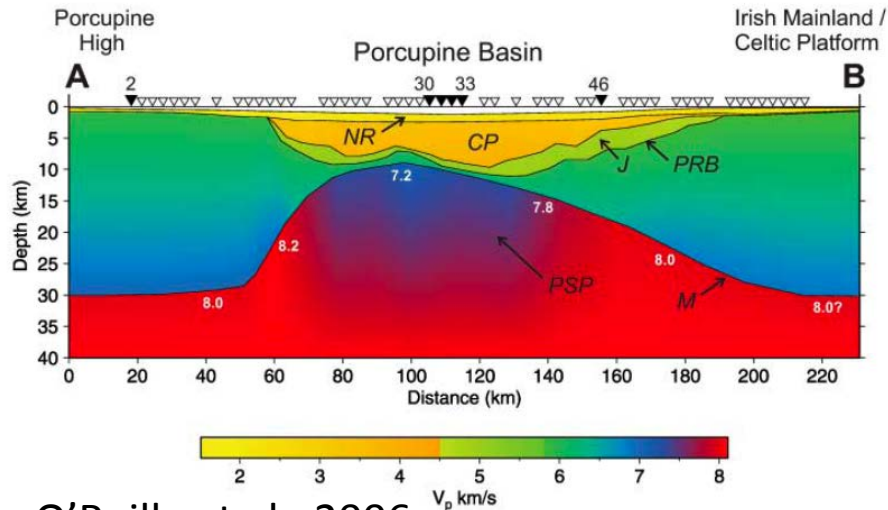 Porcupine
High
Irish Mainland /
Celtic Platform
Porcupine Basin
A
B
2
30
33
46
0
5
10
15
20
25
30
35
40
Depth (km)
NR
CP
J
PRB
7.2
7.8
8.2
PSP
8.0
8.0
M
8.0?
0 20 40 60 80 100 120 140 160 180 200 220
Distance (km)
2 3 4 5 6 7 8
Vp km/s